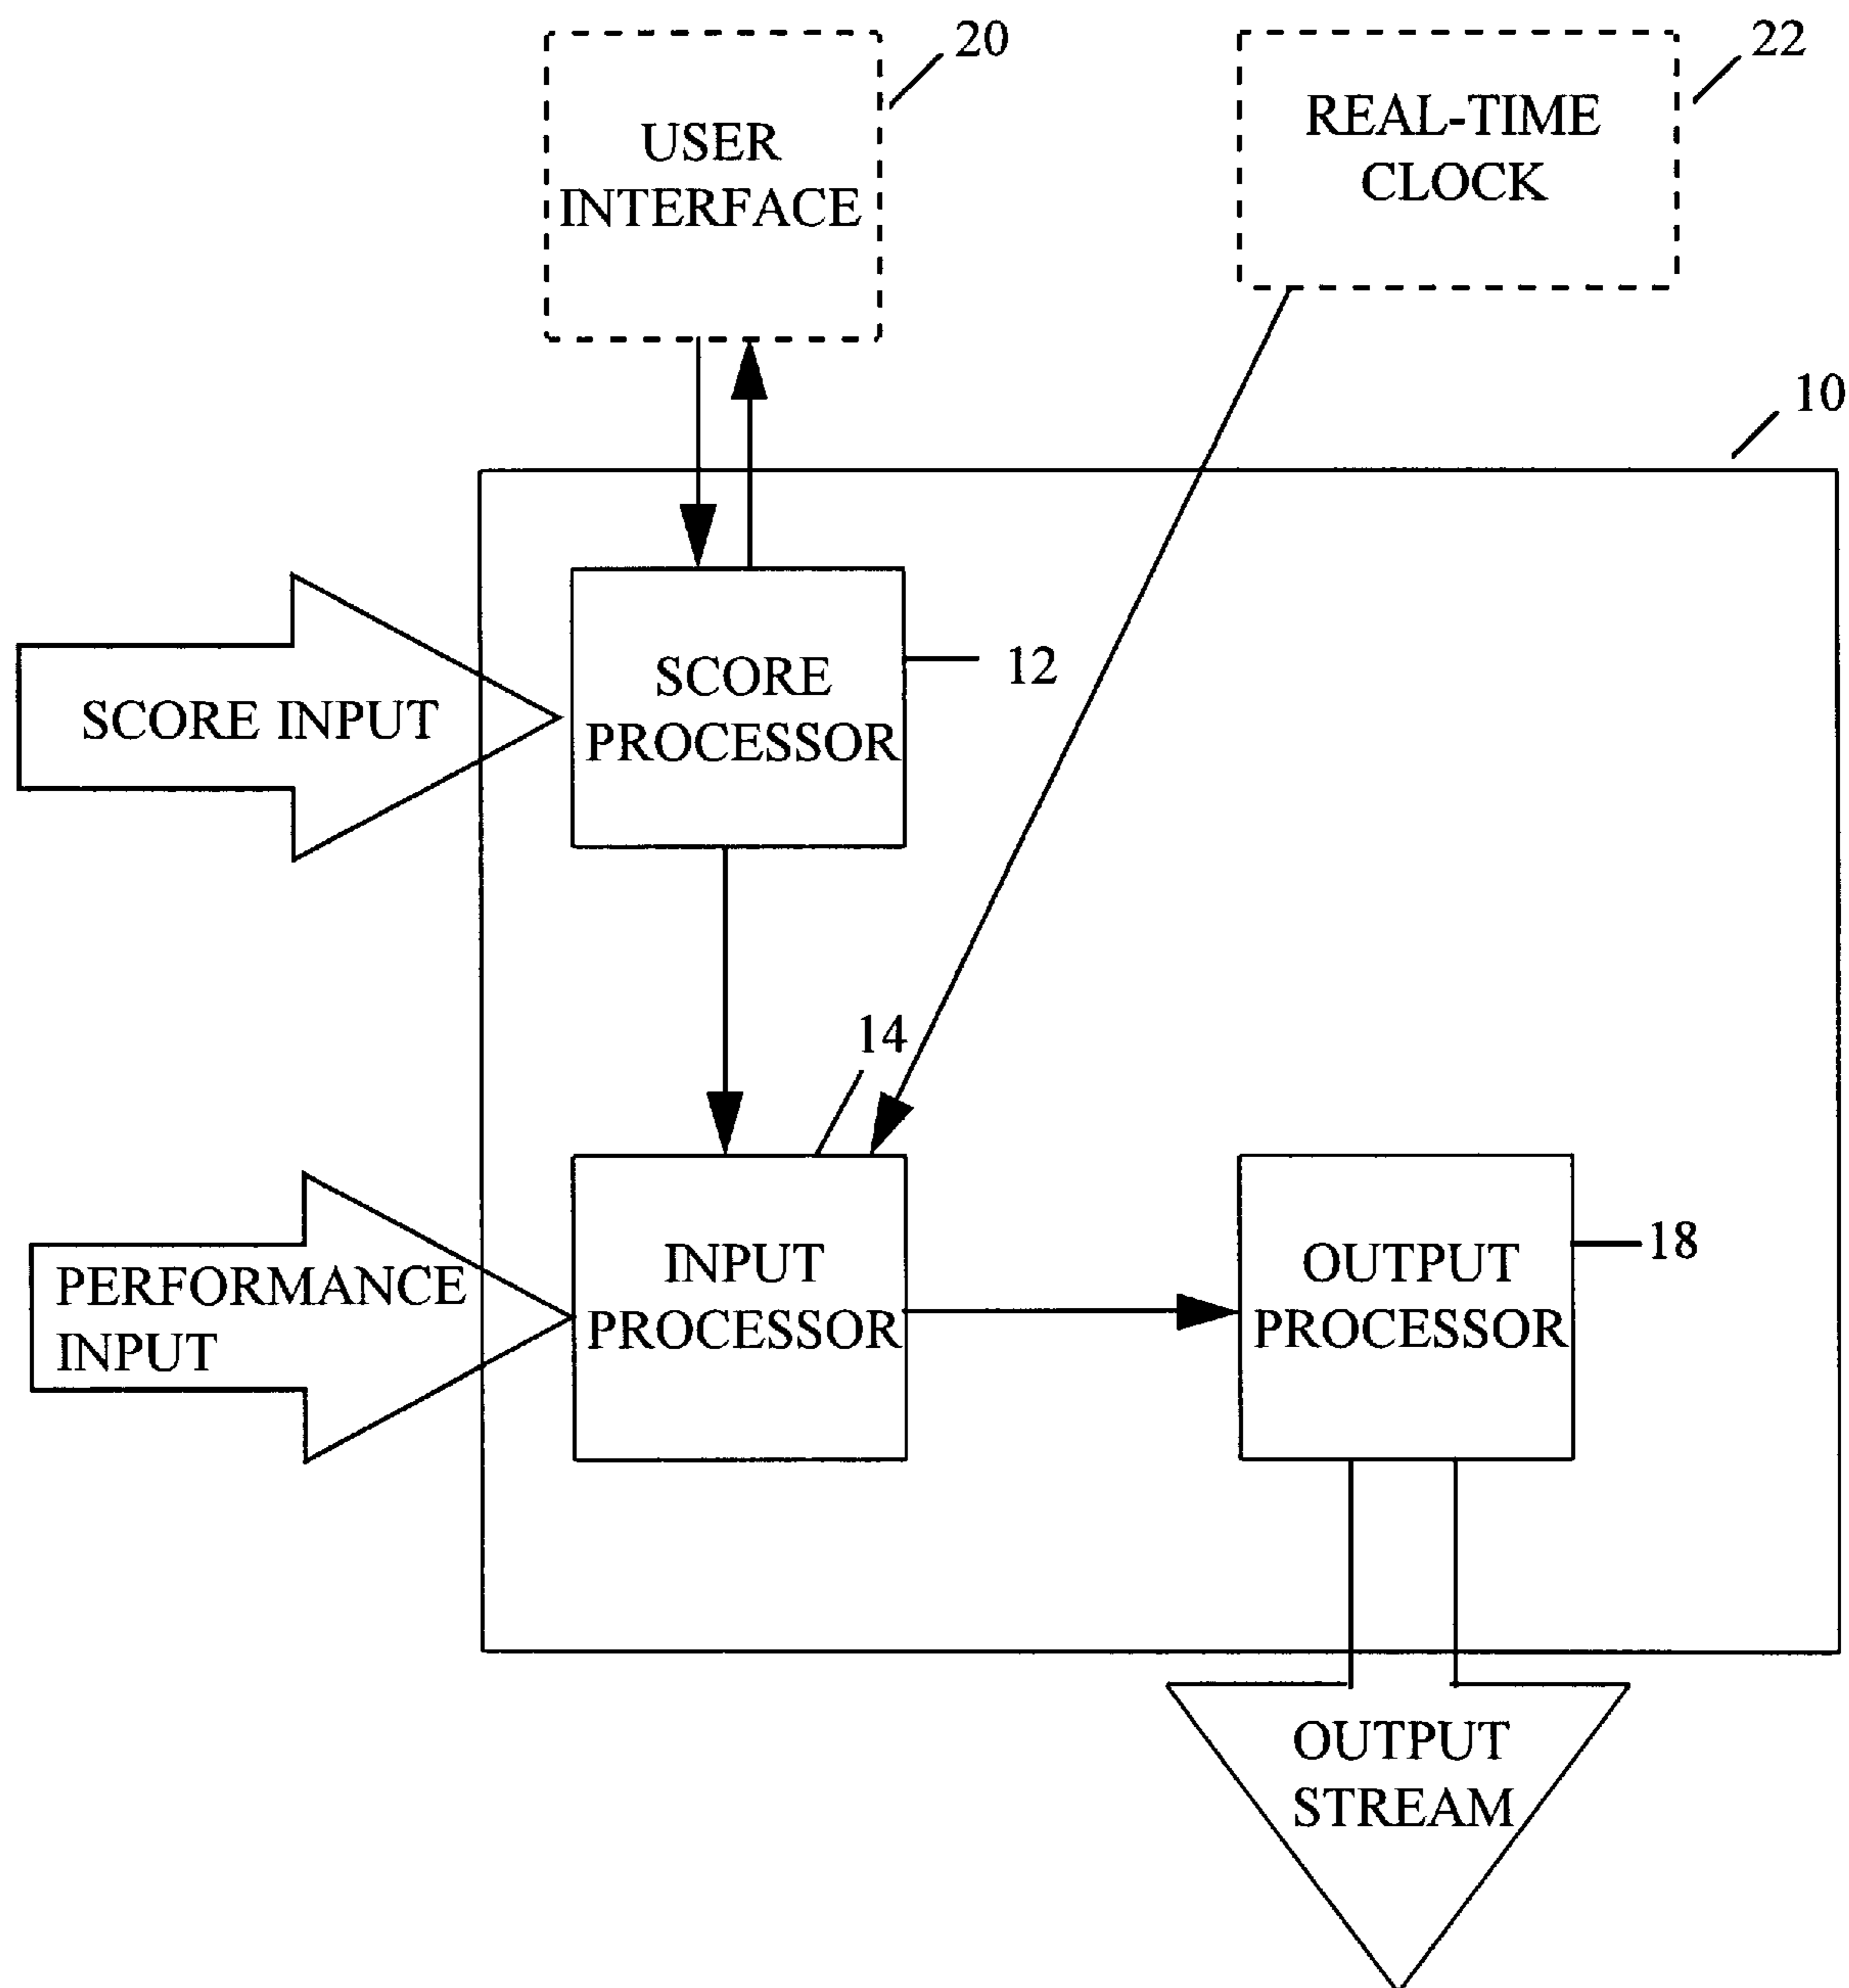 20
22
USER
INTERFACE
REAL-TIME
CLOCK
10
SCORE INPUT
SCORE
PROCESSOR
12
14
PERFORMANCE
INPUT
INPUT
PROCESSOR
OUTPUT
PROCESSOR
18
OUTPUT
STREAM